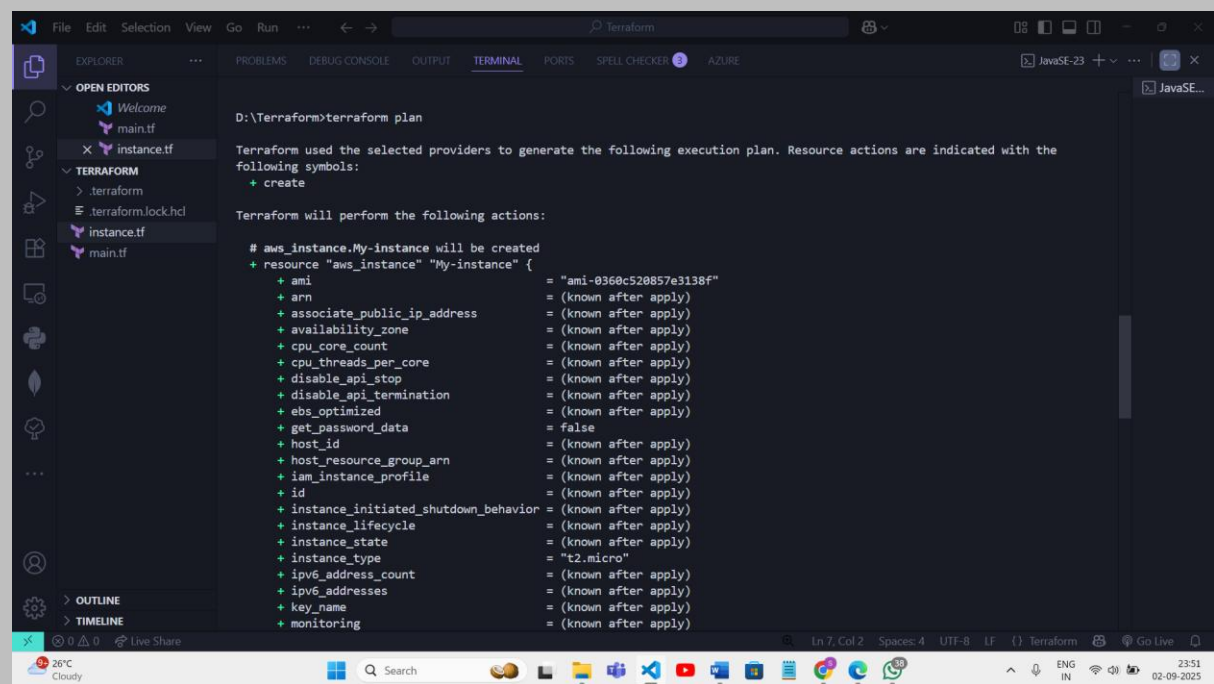 File Edit Selection View Go Run ··· Terraform
EXPLORER ···
PROBLEMS DEBUG CONSOLE OUTPUT TERMINAL PORTS SPELL CHECKER 3 AZURE
JavaSE-23
JavaSE...
OPEN EDITORS
Welcome
main.tf
instance.tf
TERRAFORM
.terraform
.terraform.lock.hcl
instance.tf
main.tf
OUTLINE
TIMELINE
D:\Terraform>terraform plan
Terraform used the selected providers to generate the following execution plan. Resource actions are indicated with the
following symbols:
+ create
Terraform will perform the following actions:
# aws_instance.My-instance will be created
+ resource "aws_instance" "My-instance" {
+ ami = "ami-0360c520857e3138f"
+ arn = (known after apply)
+ associate_public_ip_address = (known after apply)
+ availability_zone = (known after apply)
+ cpu_core_count = (known after apply)
+ cpu_threads_per_core = (known after apply)
+ disable_api_stop = (known after apply)
+ disable_api_termination = (known after apply)
+ ebs_optimized = (known after apply)
+ get_password_data = false
+ host_id = (known after apply)
+ host_resource_group_arn = (known after apply)
+ iam_instance_profile = (known after apply)
+ id = (known after apply)
+ instance_initiated_shutdown_behavior = (known after apply)
+ instance_lifecycle = (known after apply)
+ instance_state = (known after apply)
+ instance_type = "t2.micro"
+ ipv6_address_count = (known after apply)
+ ipv6_addresses = (known after apply)
+ key_name = (known after apply)
+ monitoring = (known after apply)
0 0 Live Share Ln 7, Col 2 Spaces: 4 UTF-8 LF {} Terraform Go Live
9+ 26°C
Cloudy
Search
38
ENG
IN
23:51
02-09-2025